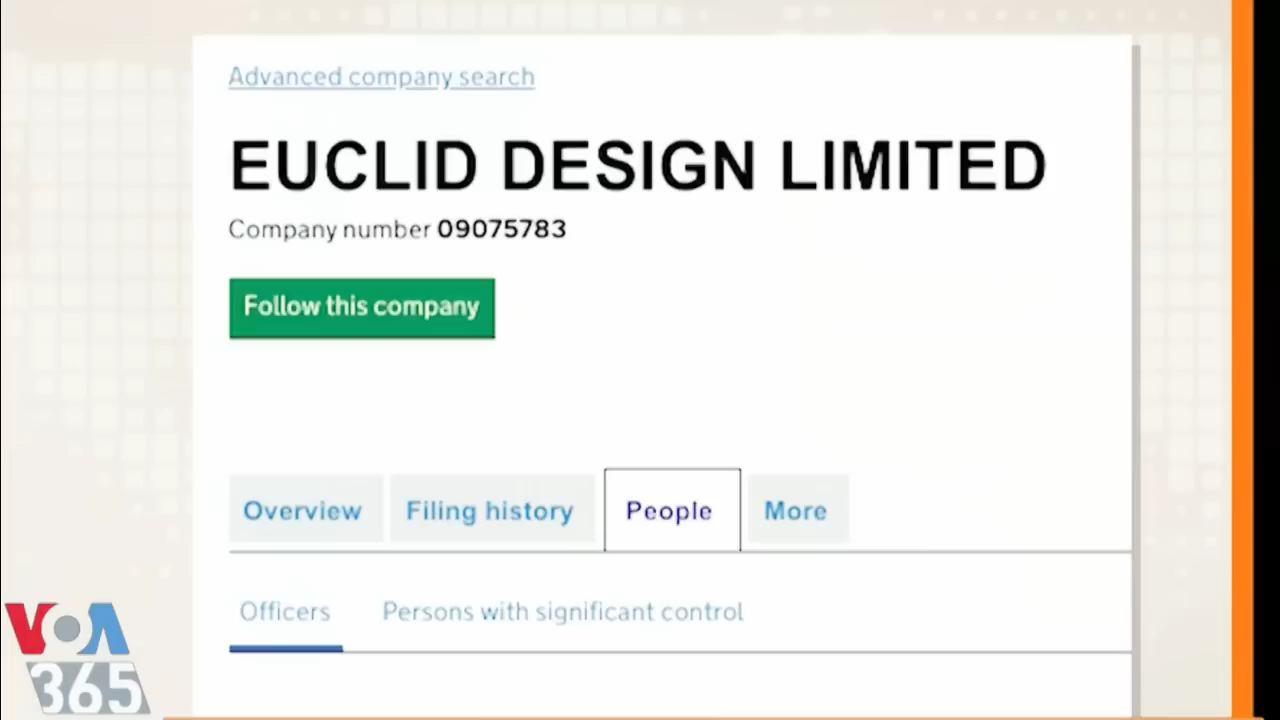 Advanced company search
EUCLID DESIGN LIMITED
Company number 09075783
Follow this company
Overview Filing history People More
Officers Persons with significant control
VOA
365